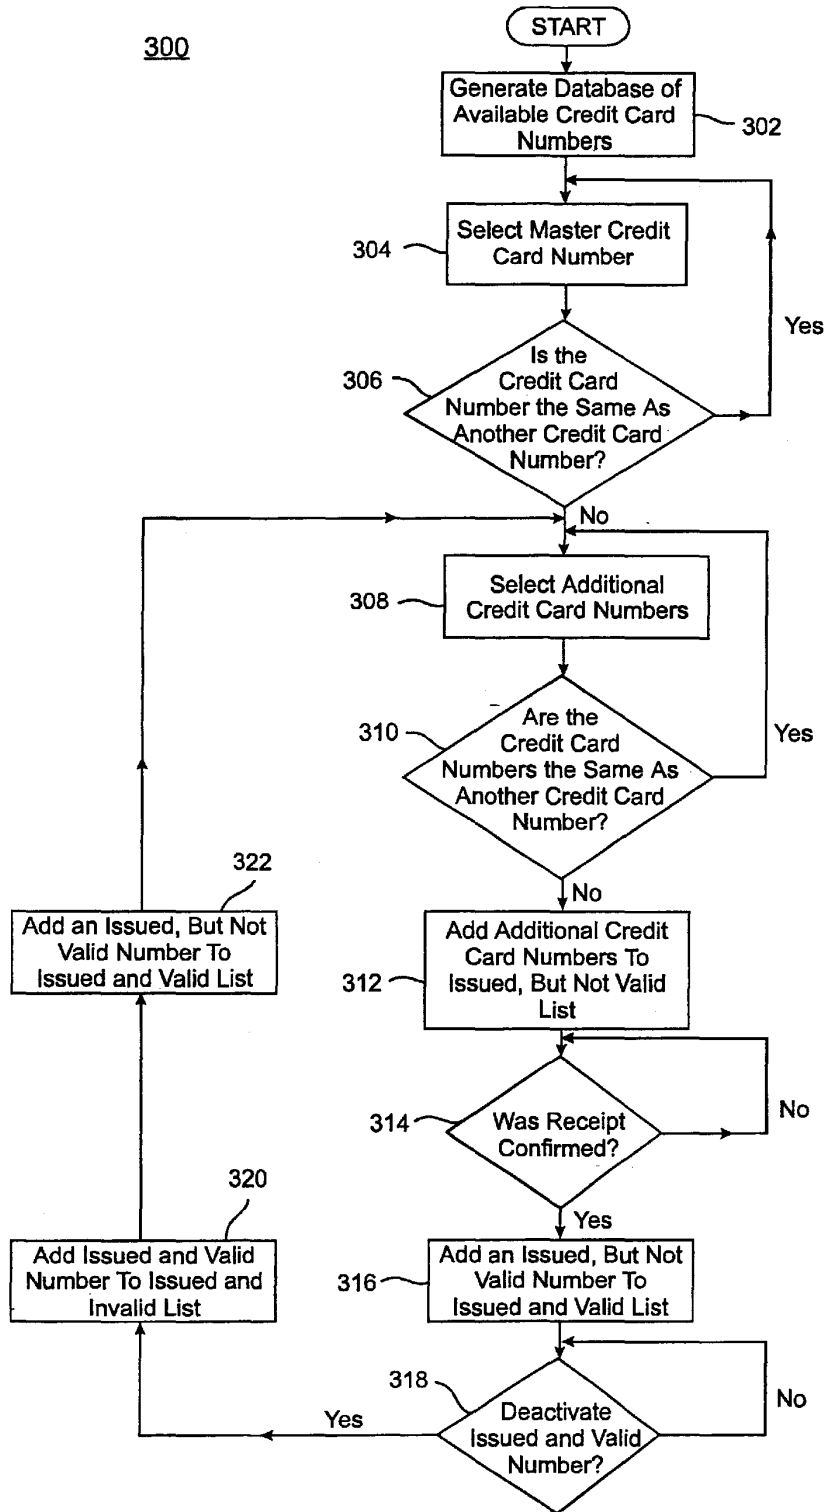 START
300
Generate Database of
Available Credit Card
Numbers
302
Select Master Credit
Card Number
304
Yes
Is the
Credit Card
Number the Same As
Another Credit Card
Number?
306
No
Select Additional
Credit Card Numbers
308
Are the
Credit Card
Numbers the Same As
Another Credit Card
Number?
310
Yes
No
322
Add an Issued, But Not
Valid Number To
Issued and Valid List
Add Additional Credit
Card Numbers To
Issued, But Not Valid
List
312
Was Receipt
Confirmed?
314
No
Yes
320
Add Issued and Valid
Number To Issued and
Invalid List
Add an Issued, But Not
Valid Number To
Issued and Valid List
316
318
Deactivate
Issued and Valid
Number?
No
Yes